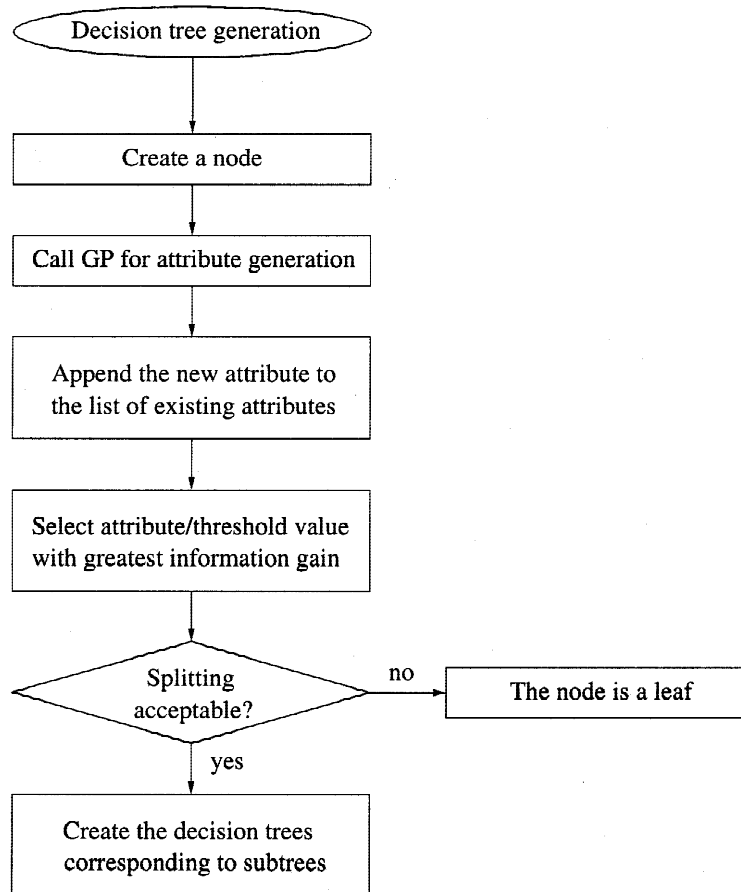 Decision tree generation
Create a node
Call GP for attribute generation
Append the new attribute to
the list of existing attributes
Select attribute/threshold value
with greatest information gain
Splitting
acceptable?
no
The node is a leaf
yes
Create the decision trees
corresponding to subtrees